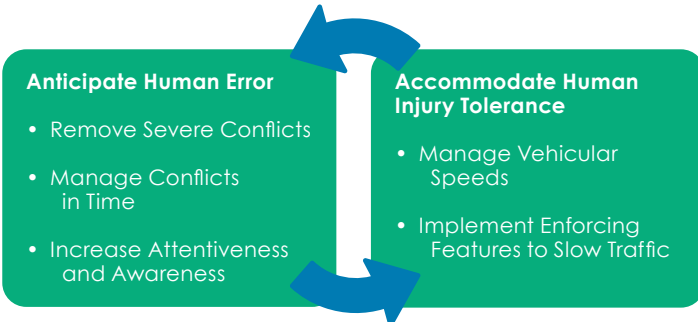 Anticipate Human Error
• Remove Severe Conflicts
• Manage Conflicts
in Time
• Increase Attentiveness
and Awareness
Accommodate Human
Injury Tolerance
• Manage Vehicular
Speeds
• Implement Enforcing
Features to Slow Traffic